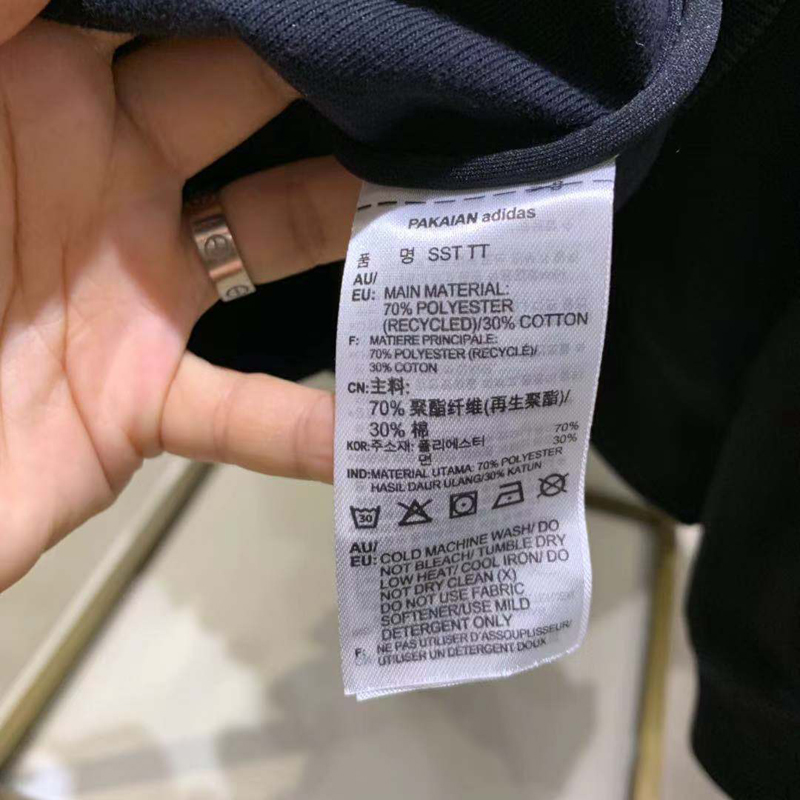 PAKAIAN adidas
품 명 SST TT
AU/
EU: MAIN MATERIAL:
70% POLYESTER
(RECYCLED)/30% COTTON
F: MATIERE PRINCIPALE:
70% POLYESTER (RECYCLÉ)/
30% COTON
CN:主料:
70% 聚酯纤维(再生聚酯)/
30% 棉
KOR:주소재: 폴리에스터 70%
면 30%
IND:MATERIAL UTAMA: 70% POLYESTER
HASIL DAUR ULANG/30% KATUN
30
AU/
EU: COLD MACHINE WASH/ DO
NOT BLEACH/ TUMBLE DRY
LOW HEAT/ COOL IRON/ DO
NOT DRY CLEAN (X)
DO NOT USE FABRIC
SOFTENER/USE MILD
DETERGENT ONLY
F: NE PAS UTILISER D'ASSOUPLISSEUR/
UTILISER UN DÉTERGENT DOUX